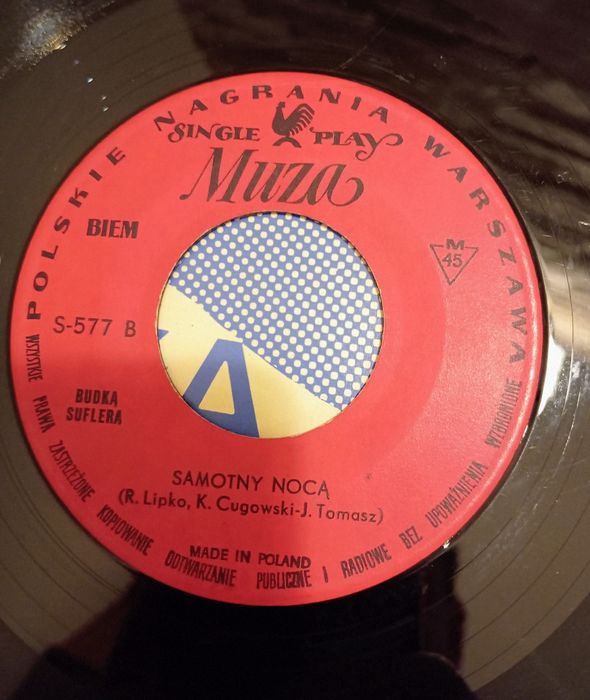 POLSKIE NAGRANIA WARSZAWA
SINGLE PLAY
Muza
BIEM
M
45
S-577 B
BUDKA
SUFLERA
SAMOTNY NOCĄ
(R. Lipko, K. Cugowski-J. Tomasz)
MADE IN POLAND
WSZYSTKIE PRAWA ZASTRZEŻONE KOPIOWANIE ODTWARZANIE PUBLICZNE I RADIOWE BEZ UPOWAŻNIENIA WZBRONIONE
A